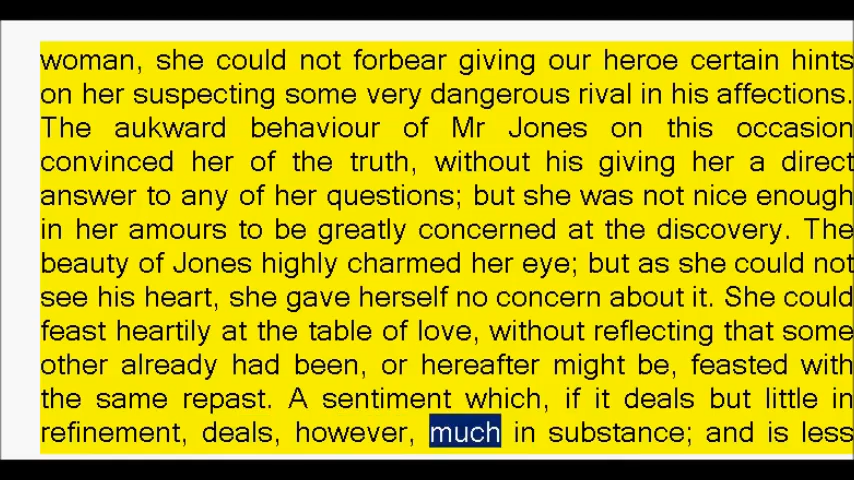 woman, she could not forbear giving our heroe certain hints
on her suspecting some very dangerous rival in his affections.
The aukward behaviour of Mr Jones on this occasion
convinced her of the truth, without his giving her a direct
answer to any of her questions; but she was not nice enough
in her amours to be greatly concerned at the discovery. The
beauty of Jones highly charmed her eye; but as she could not
see his heart, she gave herself no concern about it. She could
feast heartily at the table of love, without reflecting that some
other already had been, or hereafter might be, feasted with
the same repast. A sentiment which, if it deals but little in
refinement, deals, however, much in substance; and is less